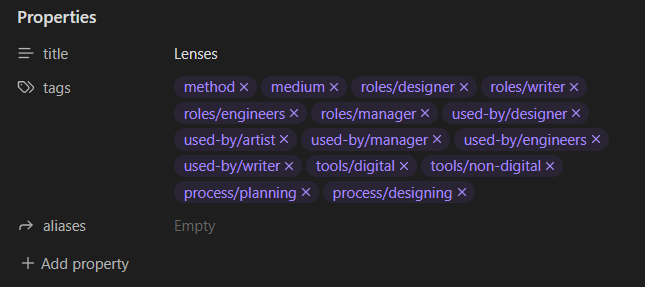 Properties
title Lenses
tags method × medium × roles/designer × roles/writer ×
roles/engineers × roles/manager × used-by/designer ×
used-by/artist × used-by/manager × used-by/engineers ×
used-by/writer × tools/digital × tools/non-digital ×
process/planning × process/designing ×
aliases Empty
+ Add property